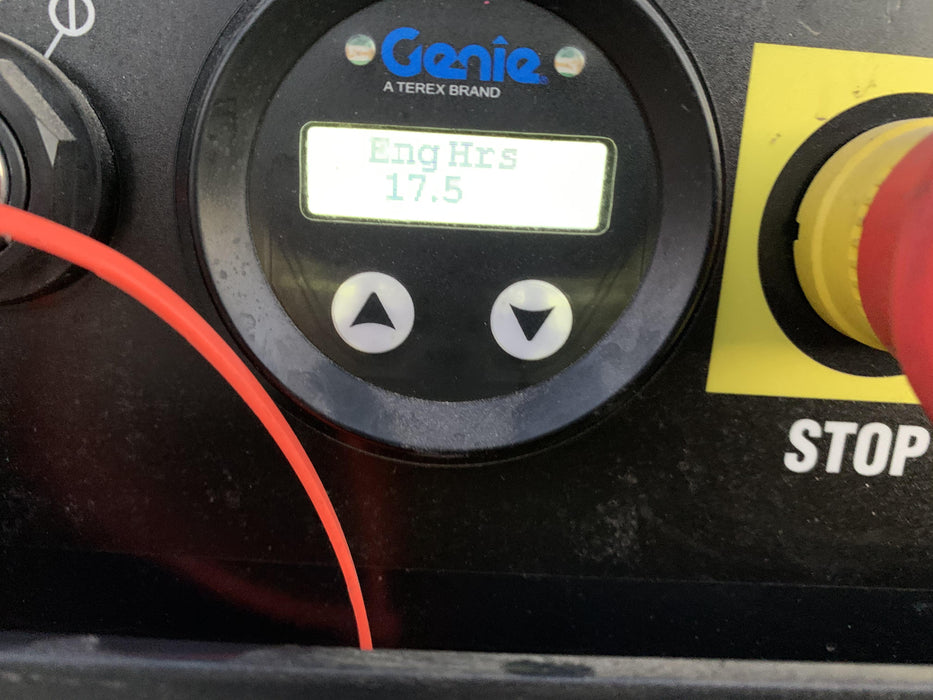 Genie
A TEREX BRAND
Eng Hrs
17.5
STOP